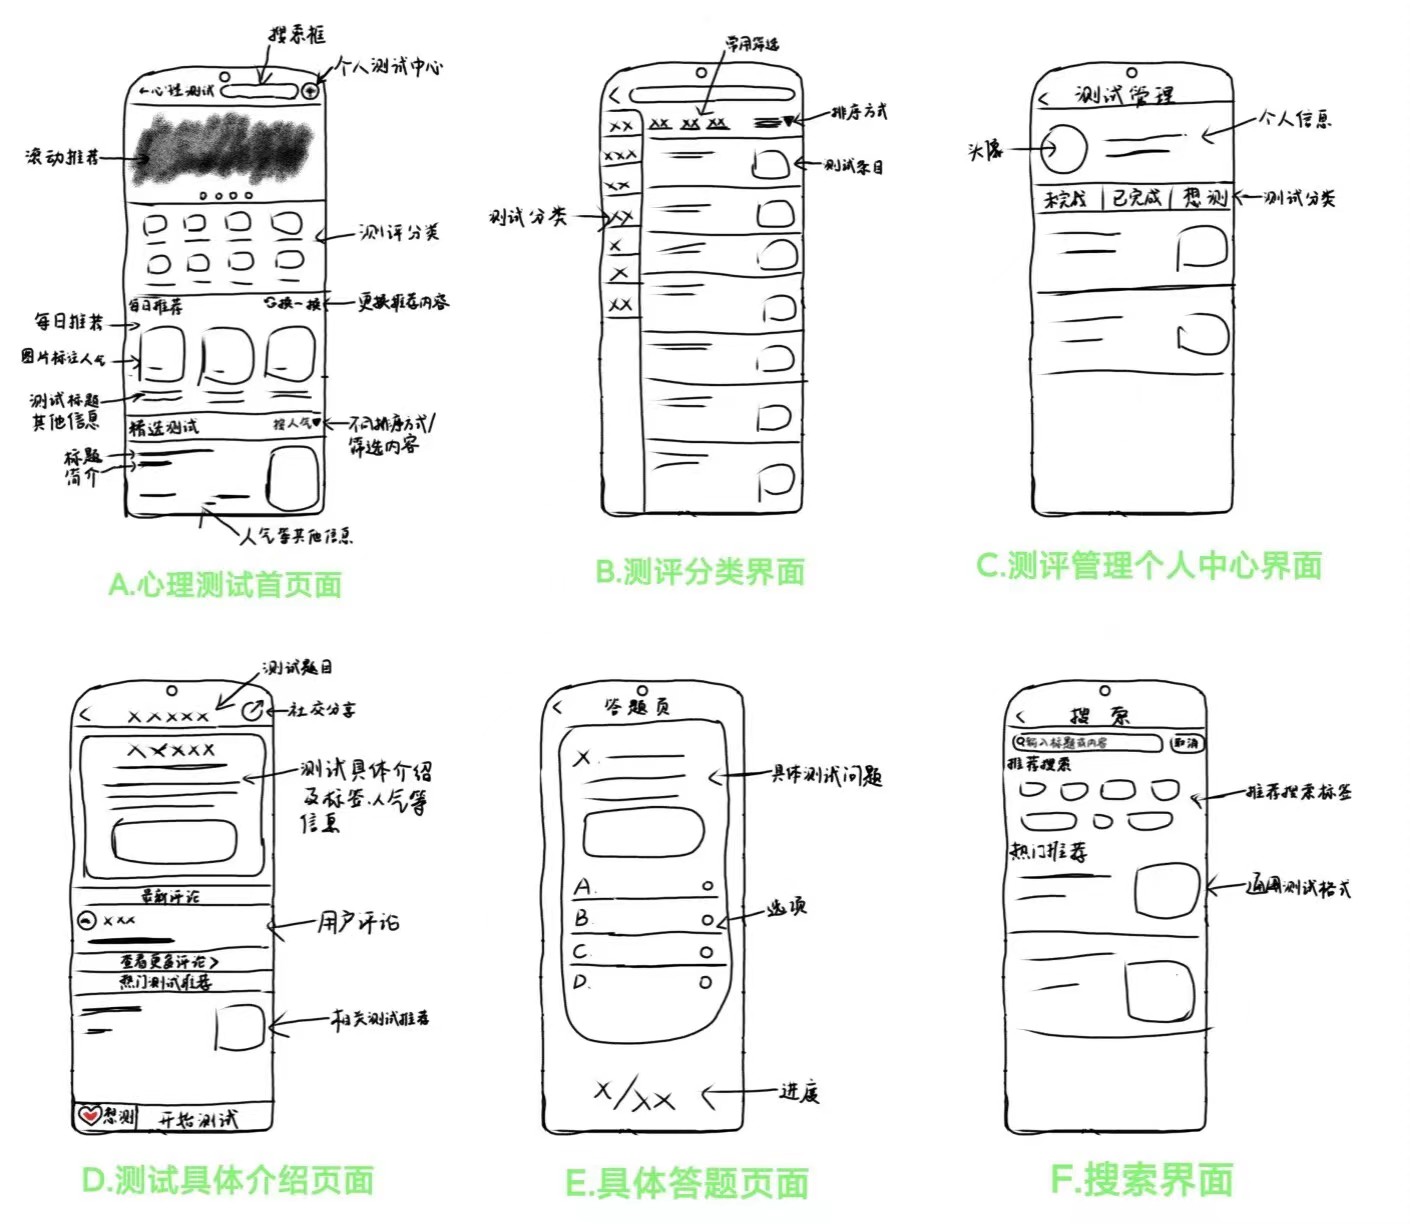 搜索框
个人测试中心
←心理测试
滚动推荐
测评分类
每日推荐
换一换
更换推荐内容
每日推荐
图片标注人气
测试标题
其他信息
精选测试
按人气▼
不同排序方式/
筛选内容
标题
简介
人气等其他信息
A.心理测试首页面
常用筛选
排序方式
XX
XX XX XX
XXX
测试条目
XX
测试分类
XX
X
X
XX
B.测评分类界面
< 测试管理
个人信息
头像
未完成 已完成 想测
测试分类
C.测评管理个人中心界面
测试题目
< XXXXX
社交分享
XXXXX
测试具体介绍
及标签.人气等
信息
最新评论
XXX
用户评论
查看更多评论>
热门测试推荐
相关测试推荐
想测 开始测试
D.测试具体介绍页面
< 答题页
X.
具体测试问题
A.
B.
选项
C.
D.
X/XX
进度
E.具体答题页面
< 搜索
输入标题或内容 取消
推荐搜索
推荐搜索标签
热门推荐
通用测试格式
F.搜索界面